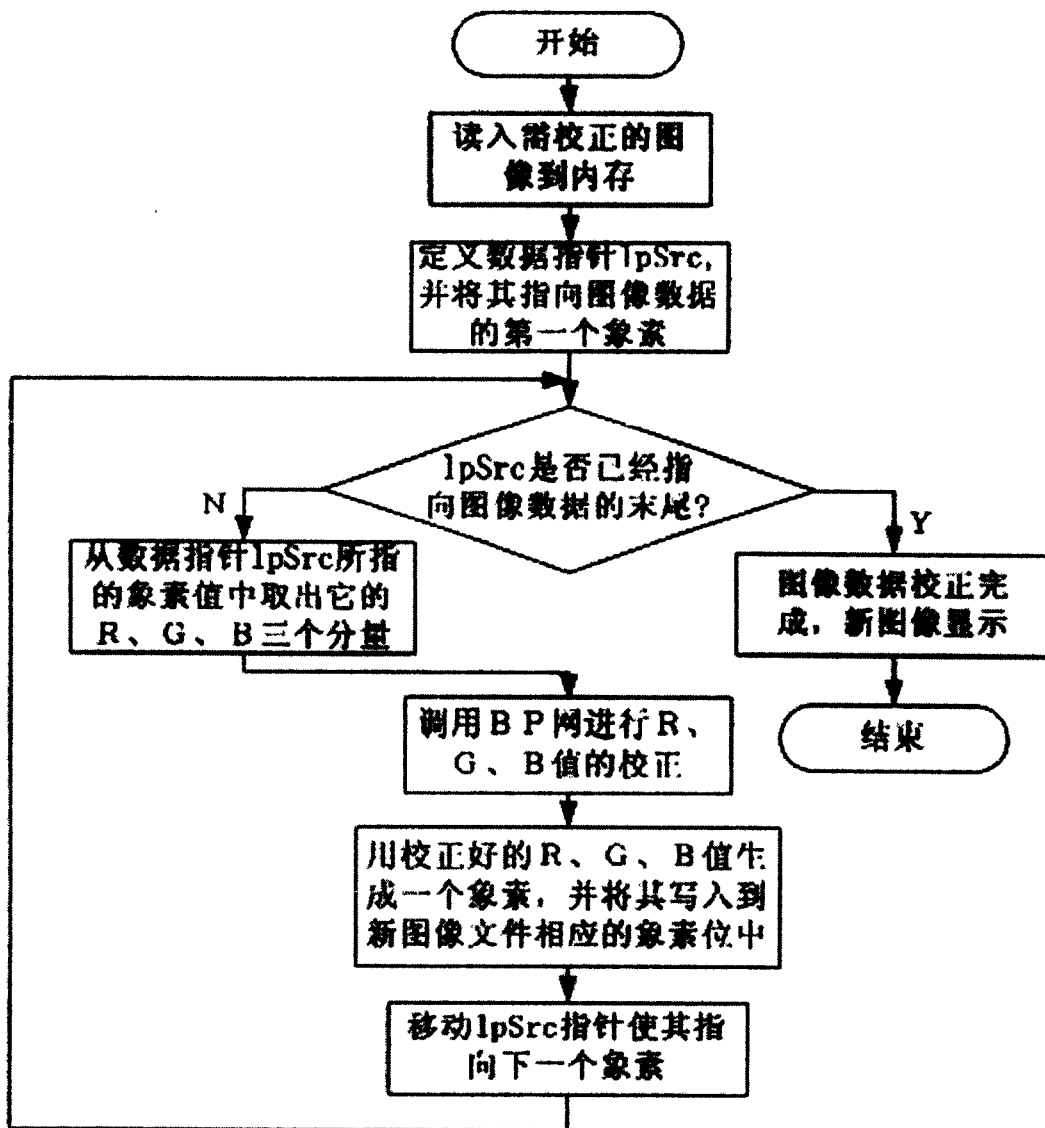 开始
读入需校正的图
像到内存
定义数据指针lpSrc,
并将其指向图像数据
的第一个象素
lpSrc是否已经指
向图像数据的末尾?
N
Y
从数据指针lpSrc所指
的象素值中取出它的
R、G、B三个分量
图像数据校正完
成，新图像显示
调用BP网进行R、
G、B值的校正
结束
用校正好的R、G、B值生
成一个象素，并将其写入到
新图像文件相应的象素位中
移动lpSrc指针使其指
向下一个象素